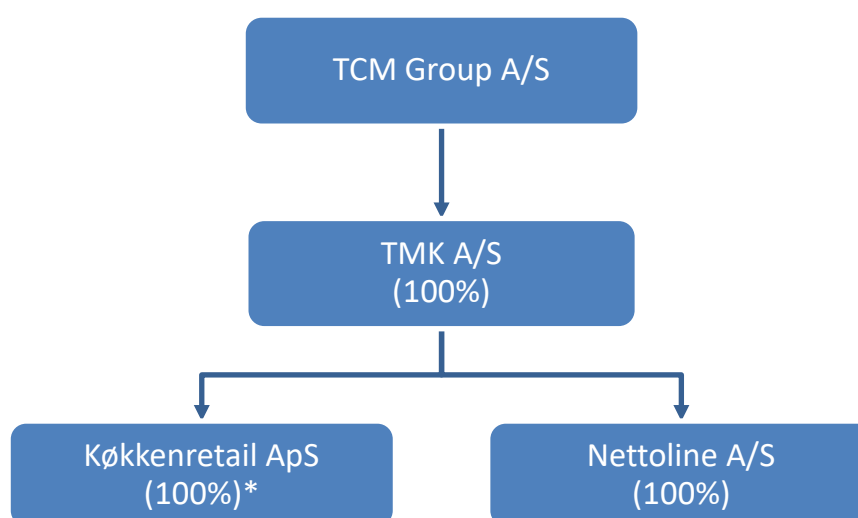 TCM Group A/S
TMK A/S
(100%)
Køkkenretail ApS
(100%)*
Nettoline A/S
(100%)